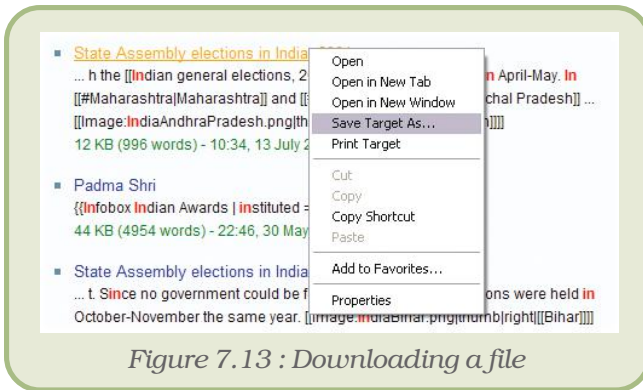 State Assembly elections in India
... h the [[Indian general elections, 2 n April-May. In
[[#Maharashtra|Maharashtra]] and [[ chal Pradesh]] ...
[[Image:IndiaAndhraPradesh.png|th ]]]]
12 KB (996 words) - 10:34, 13 July 2
Padma Shri
{{Infobox Indian Awards | instituted =
44 KB (4954 words) - 22:46, 30 May
State Assembly elections in India
... t. Since no government could be f ons were held in
October-November the same year. [[Image:IndiaBihar.png|thumb|right|[[Bihar]]]]
Open
Open in New Tab
Open in New Window
Save Target As...
Print Target
Cut
Copy
Copy Shortcut
Paste
Add to Favorites...
Properties
Figure 7.13 : Downloading a file